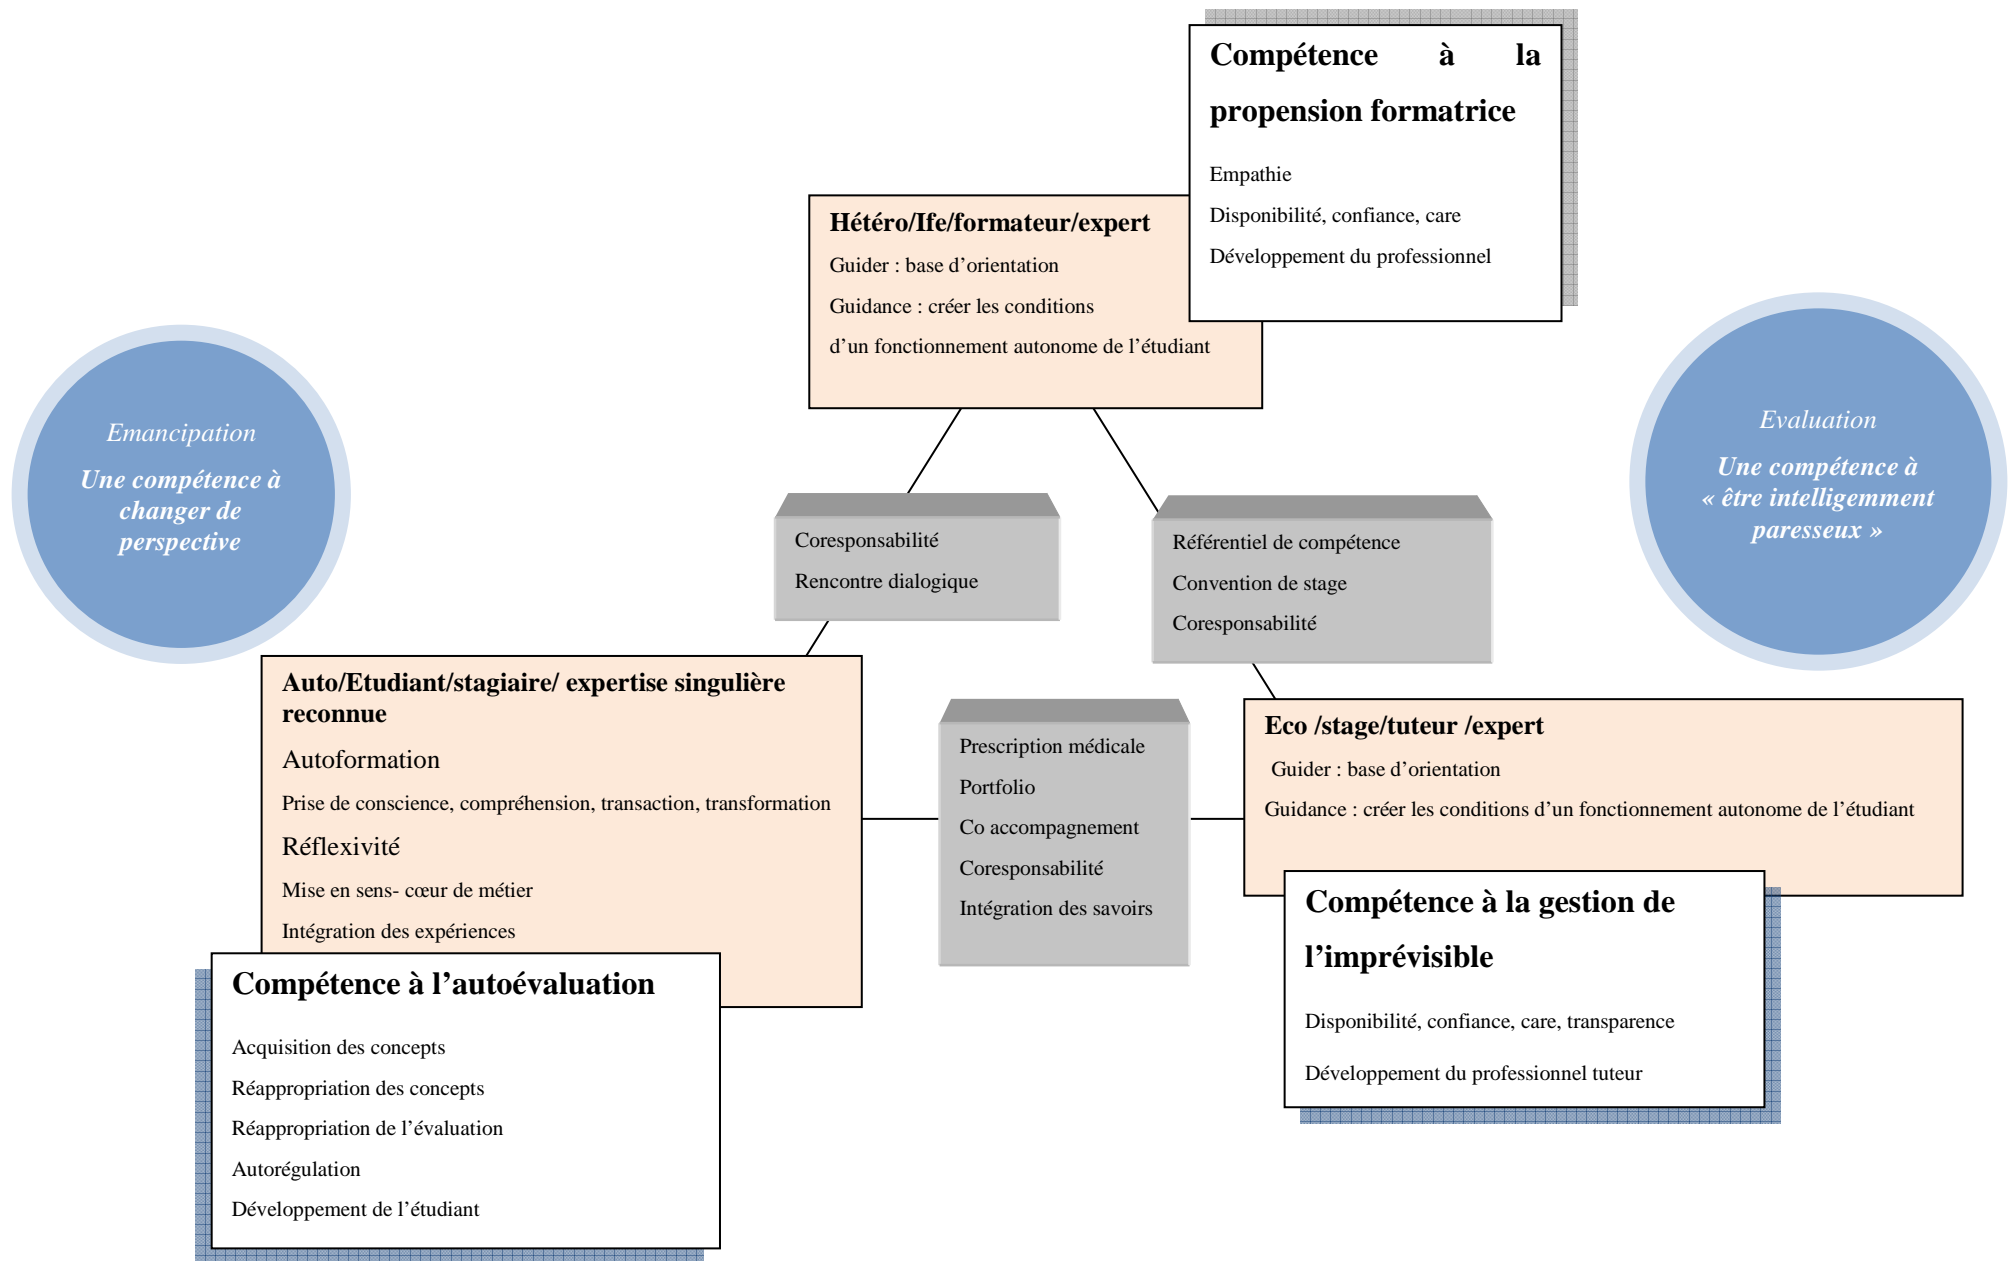 Compétence à la
propension formatrice
Empathie
Disponibilité, confiance, care
Développement du professionnel
Hétéro/Ife/formateur/expert
Guider : base d’orientation
Guidance : créer les conditions
d’un fonctionnement autonome de l’étudiant
Emancipation
Une compétence à
changer de
perspective
Evaluation
Une compétence à
« être intelligemment
paresseux »
Coresponsabilité
Rencontre dialogique
Référentiel de compétence
Convention de stage
Coresponsabilité
Auto/Etudiant/stagiaire/ expertise singulière
reconnue
Autoformation
Prise de conscience, compréhension, transaction, transformation
Réflexivité
Mise en sens- cœur de métier
Intégration des expériences
Prescription médicale
Portfolio
Co accompagnement
Coresponsabilité
Intégration des savoirs
Eco /stage/tuteur /expert
Guider : base d’orientation
Guidance : créer les conditions d’un fonctionnement autonome de l’étudiant
Compétence à la gestion de
l’imprévisible
Disponibilité, confiance, care, transparence
Développement du professionnel tuteur
Compétence à l’autoévaluation
Acquisition des concepts
Réappropriation des concepts
Réappropriation de l’évaluation
Autorégulation
Développement de l’étudiant